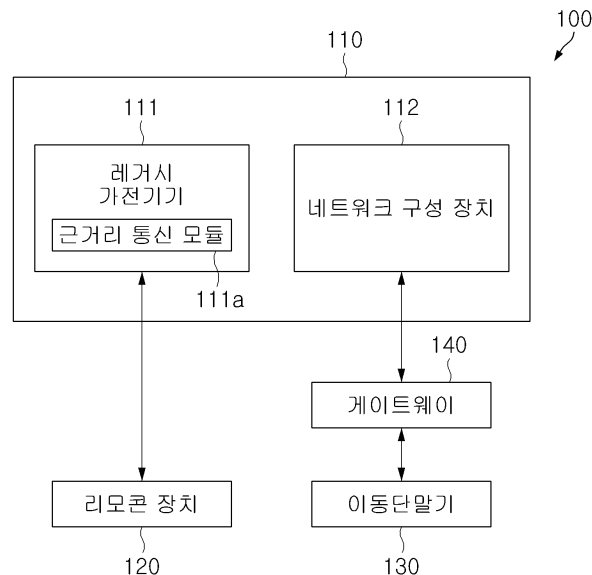 100
110
111
112
레거시
가전기기
근거리 통신 모듈
네트워크 구성 장치
111a
140
게이트웨이
리모콘 장치
이동단말기
120
130